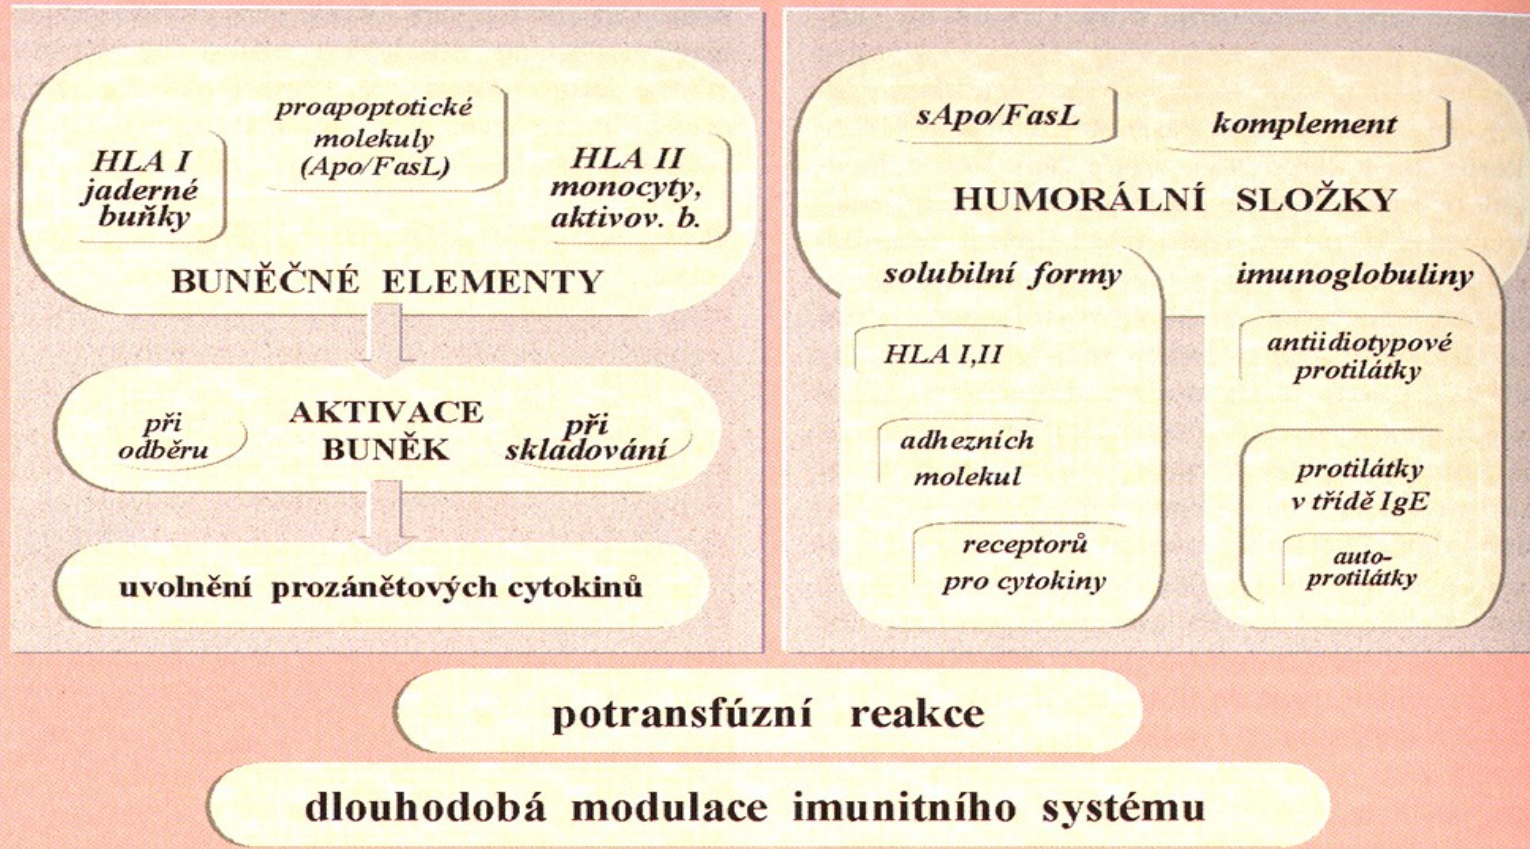 proapoptotické
molekuly
(Apo/FasL)
HLA I
jaderné
buňky
HLA II
monocyty,
aktivov. b.
BUNĚČNÉ ELEMENTY
při
odběru
AKTIVACE
BUNĚK
při
skladování
uvolnění prozánětových cytokinů
sApo/FasL
komplement
HUMORÁLNÍ SLOŽKY
solubilní formy
HLA I,II
adhezních
molekul
receptorů
pro cytokiny
imunoglobuliny
antiidiotypové
protilátky
protilátky
v třídě IgE
auto-
protilátky
potransfúzní reakce
dlouhodobá modulace imunitního systému